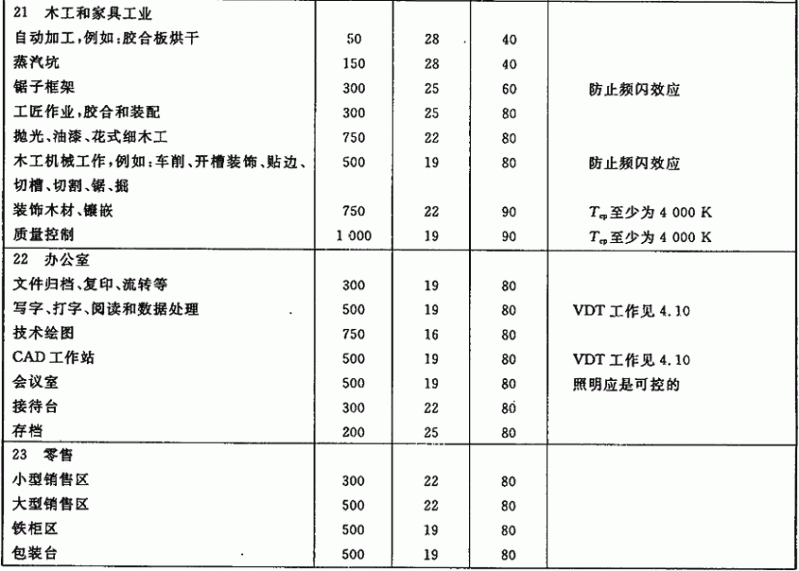 21 木工和家具工业
自动加工,例如:胶合板烘干 50 28 40
蒸汽坑 150 28 40
锯子框架 300 25 60 防止频闪效应
工匠作业,胶合和装配 300 25 80
抛光、油漆、花式细木工 750 22 80
木工机械工作,例如:车削、开槽装饰、贴边、 500 19 80 防止频闪效应
切槽、切割、锯、掘
装饰木材、镶嵌 750 22 90 Tcp至少为 4 000 K
质量控制 1 000 19 90 Tcp至少为 4 000 K
22 办公室
文件归档、复印、流转等 300 19 80
写字、打字、阅读和数据处理 500 19 80 VDT 工作见 4.10
技术绘图 750 16 80
CAD 工作站 500 19 80 VDT 工作见 4.10
会议室 500 19 80 照明应是可控的
接待台 300 22 80
存档 200 25 80
23 零售
小型销售区 300 22 80
大型销售区 500 22 80
铁柜区 500 19 80
包装台 500 19 80